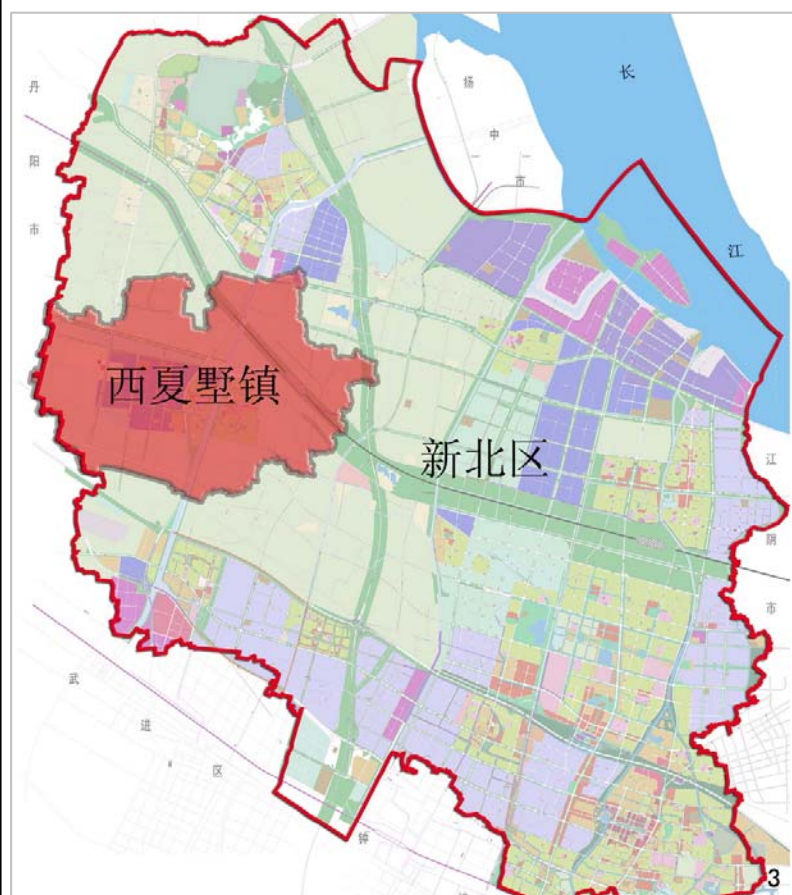 长
江
扬
中
市
丹
阳
市
西夏墅镇
新北区
江
阴
市
武
进
区
钟
3